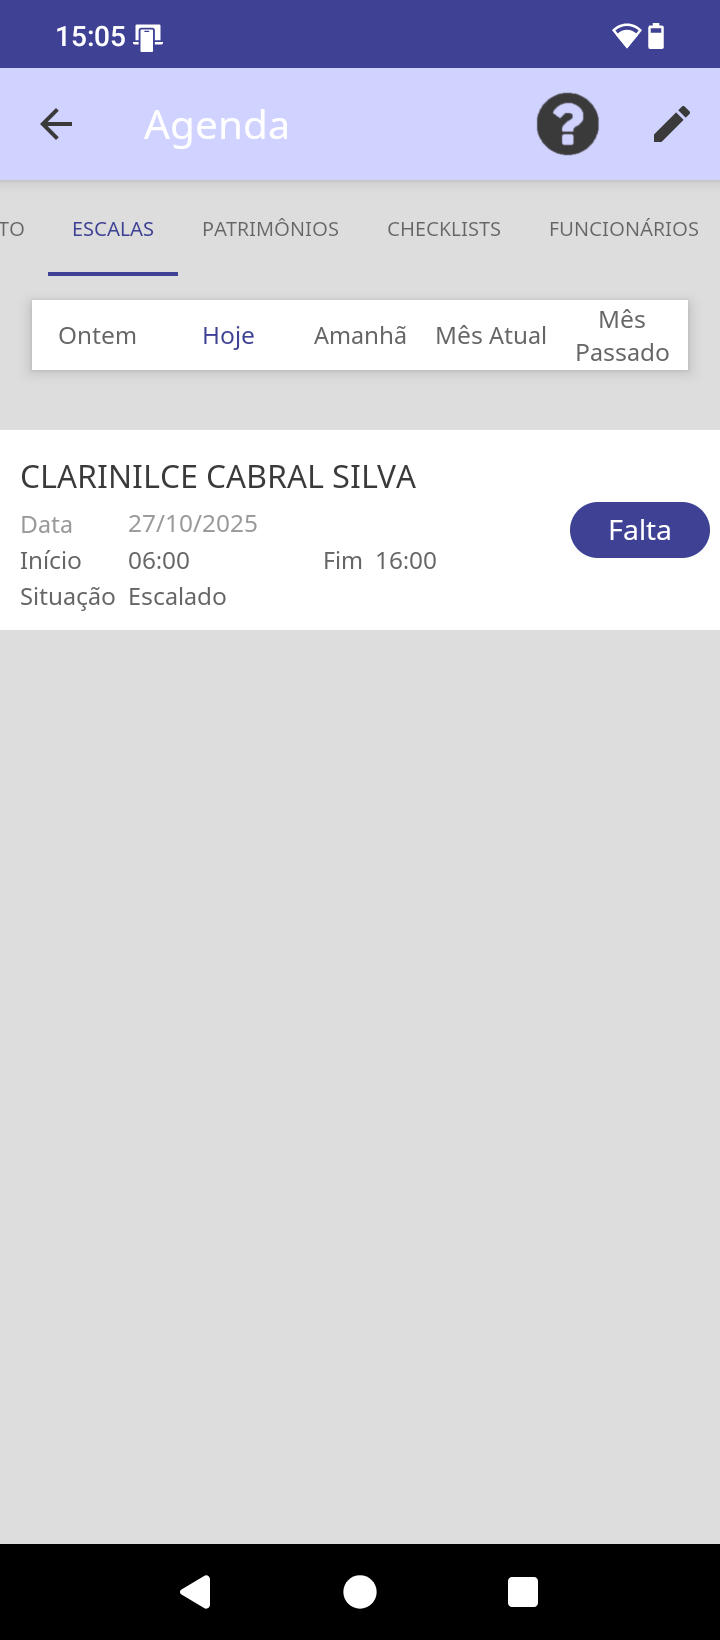 15:05
Agenda
TO ESCALAS PATRIMÔNIOS CHECKLISTS FUNCIONÁRIOS
Ontem Hoje Amanhã Mês Atual Mês Passado
CLARINILCE CABRAL SILVA
Data 27/10/2025
Falta
Início 06:00 Fim 16:00
Situação Escalado